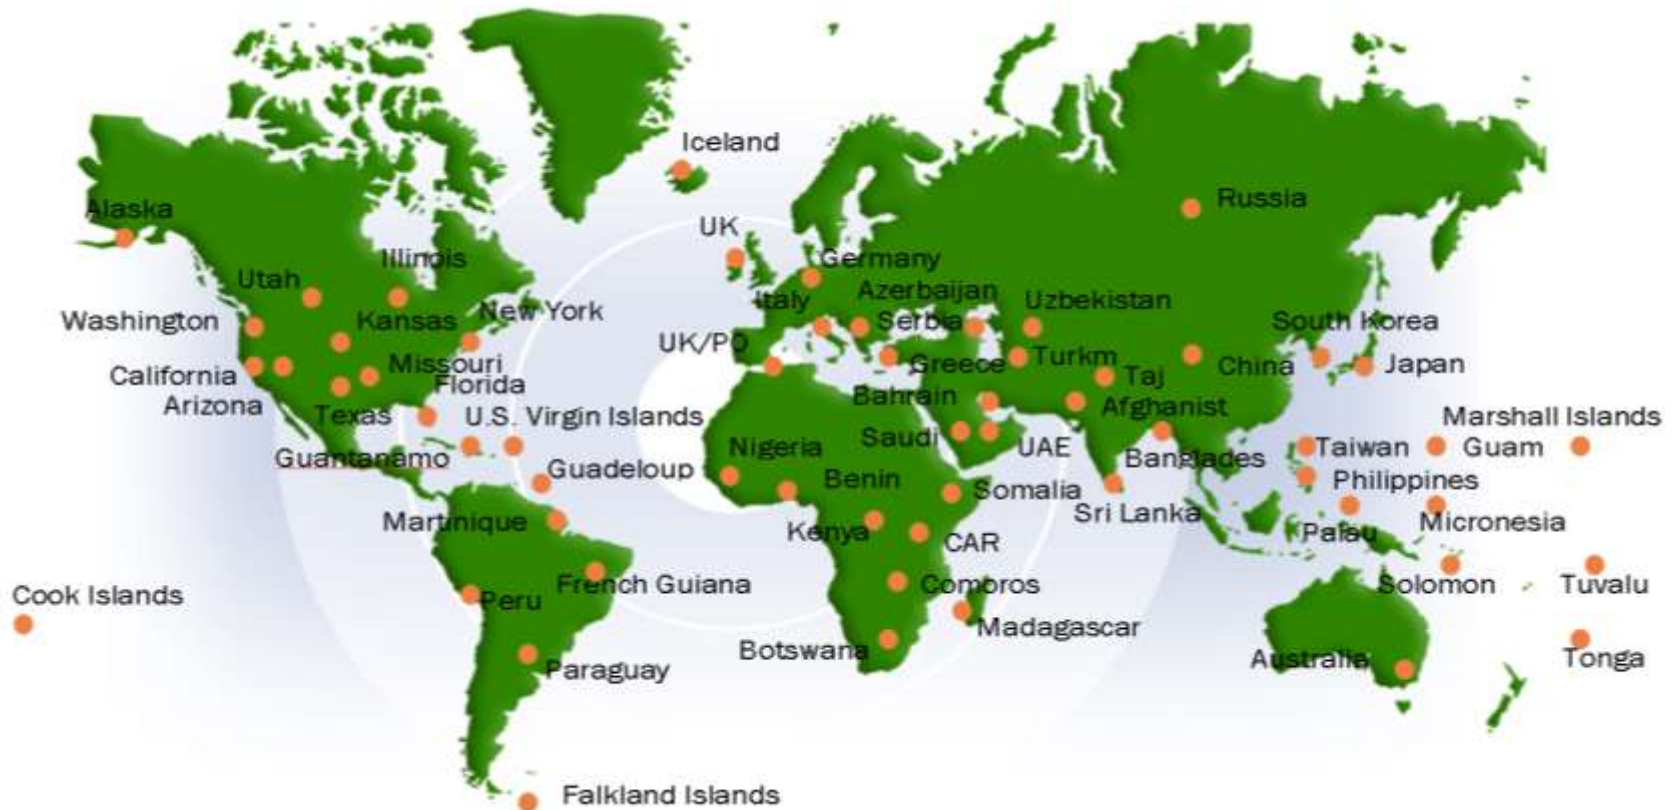 Iceland
Alaska
Russia
UK
Illinois
Germany
Utah
Italy
Azerbaijan
Uzbekistan
Washington
Kansas
New York
Serbia
South Korea
UK/PO
Greece
Turkm
China
Japan
California
Missouri
Taj
Arizona
Florida
Bahrain
Afghanist
Texas
U.S. Virgin Islands
Marshall Islands
Saudi
UAE
Taiwan
Guam
Guantanamo
Nigeria
Banglades
Guadeloup
Benin
Somalia
Philippines
Sri Lanka
Martinique
Kenya
CAR
Palau
Micronesia
French Guiana
Comoros
Solomon
Tuvalu
Cook Islands
Peru
Madagascar
Botswana
Paraguay
Australia
Tonga
Falkland Islands